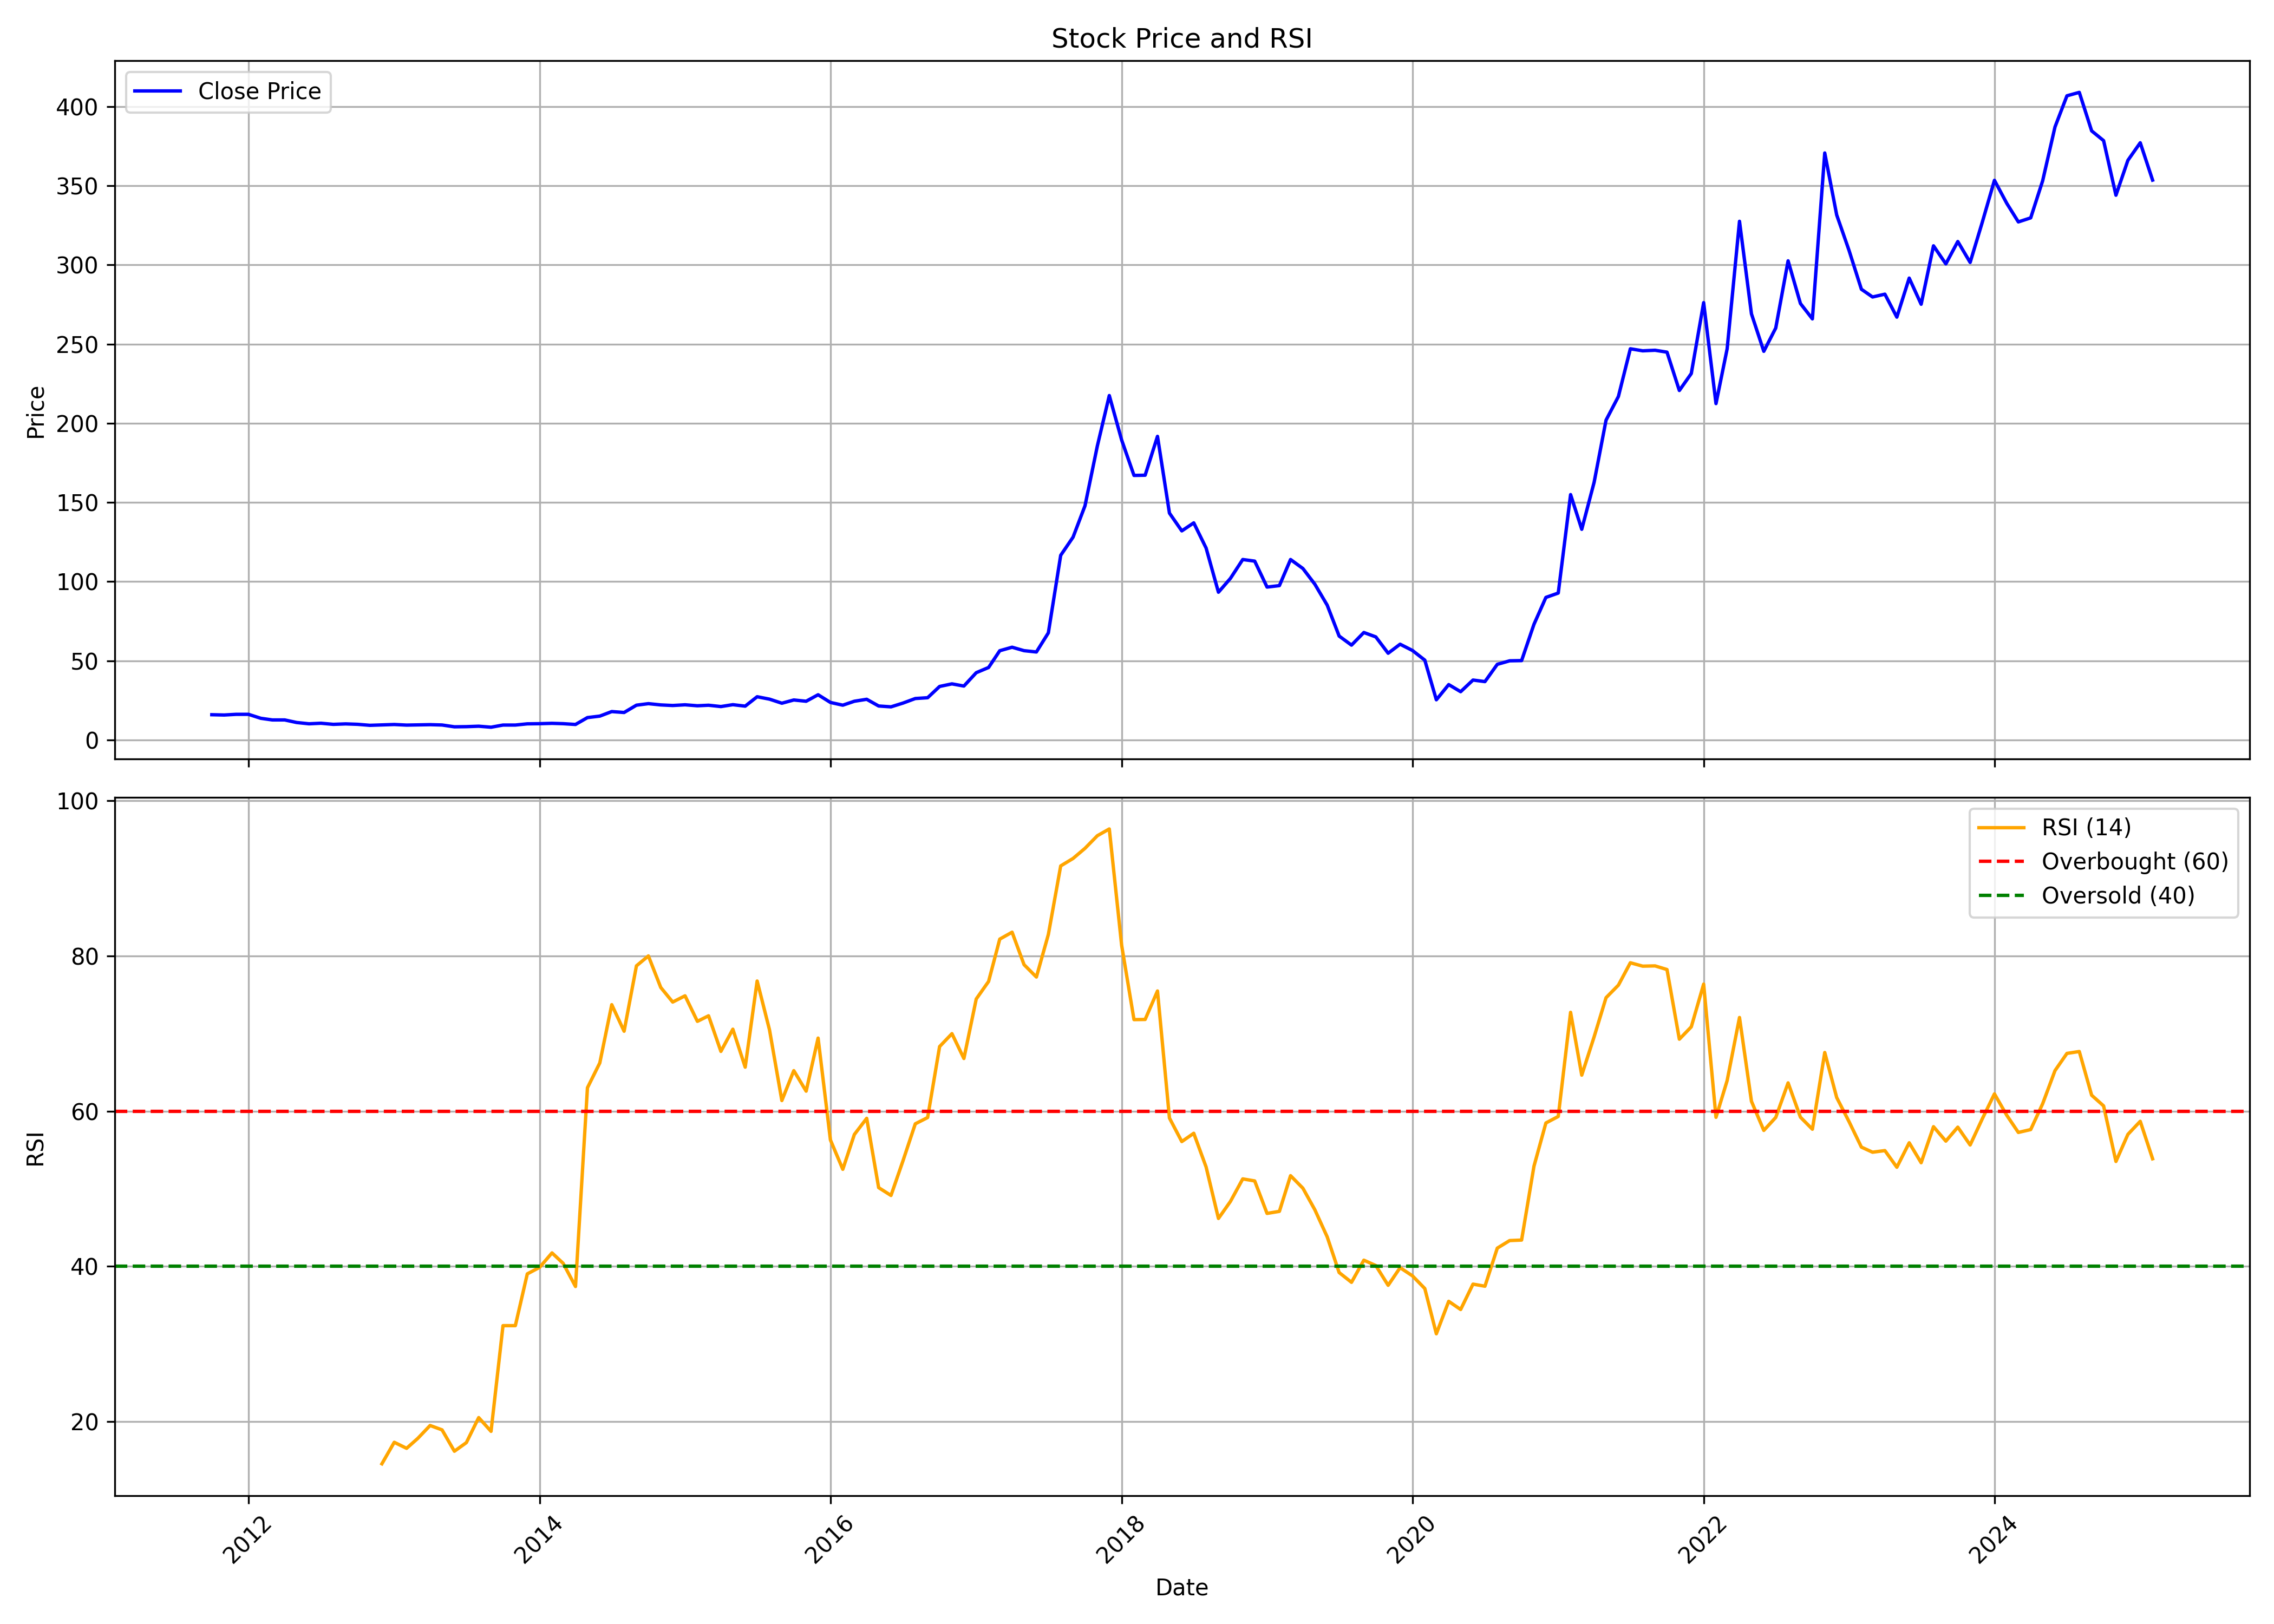 Stock Price and RSI
Close Price
Price
400
350
300
250
200
150
100
50
0
RSI (14)
Overbought (60)
Oversold (40)
RSI
100
80
60
40
20
2012
2014
2016
2018
2020
2022
2024
Date